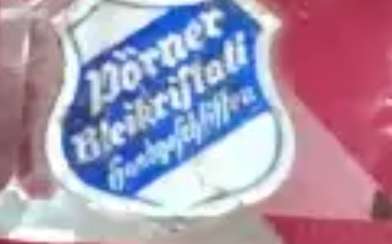 Pörner
Bleikristall
Handgeschliffen